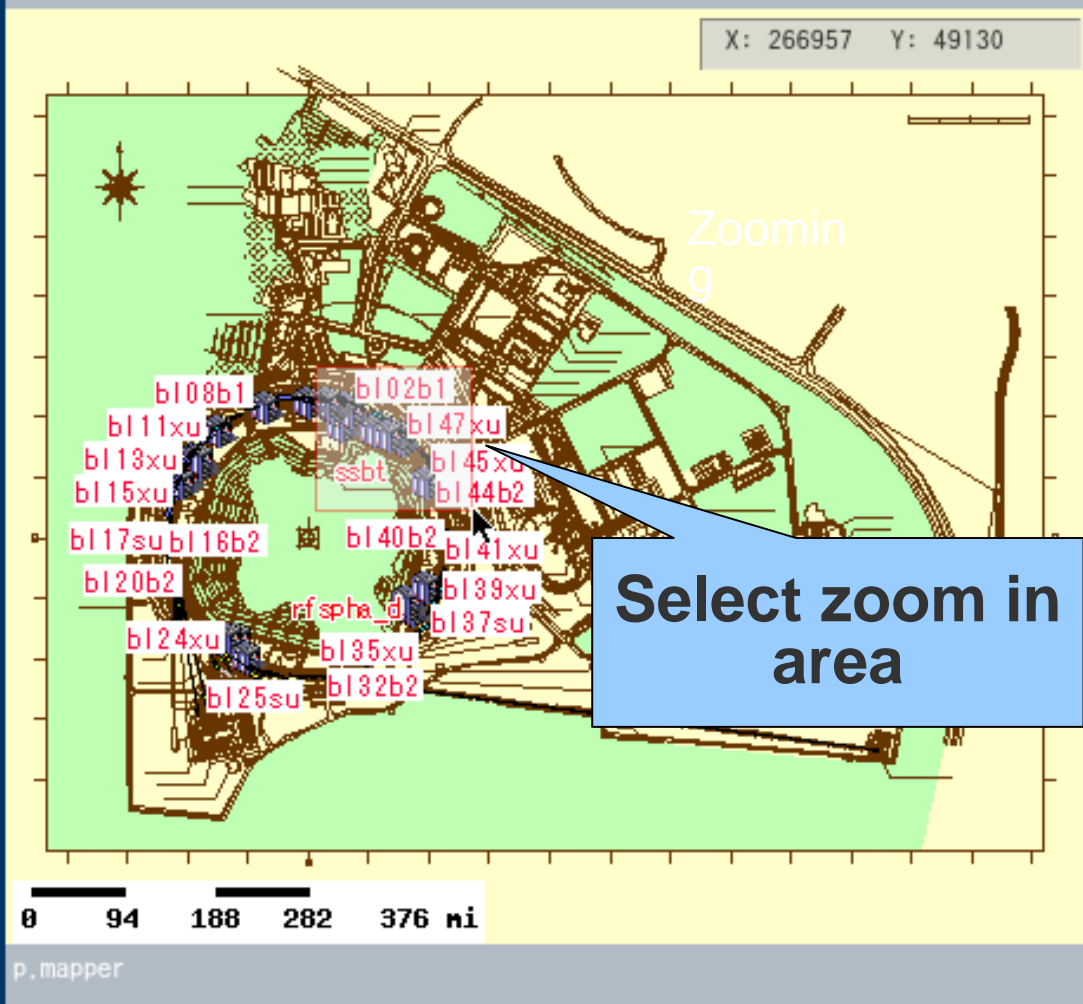 X: 266957 Y: 49130
Zoomin
g
bl08b1
bl02b1
bl11xu
bl47xu
bl13xu
ssbt
bl45xu
bl15xu
bl44b2
bl17su
bl16b2
bl40b2
bl41xu
bl20b2
bl39xu
rfspha_d
bl37su
bl24xu
bl35xu
bl25su
bl32b2
Select zoom in
area
0 94 188 282 376 mi
p.mapper